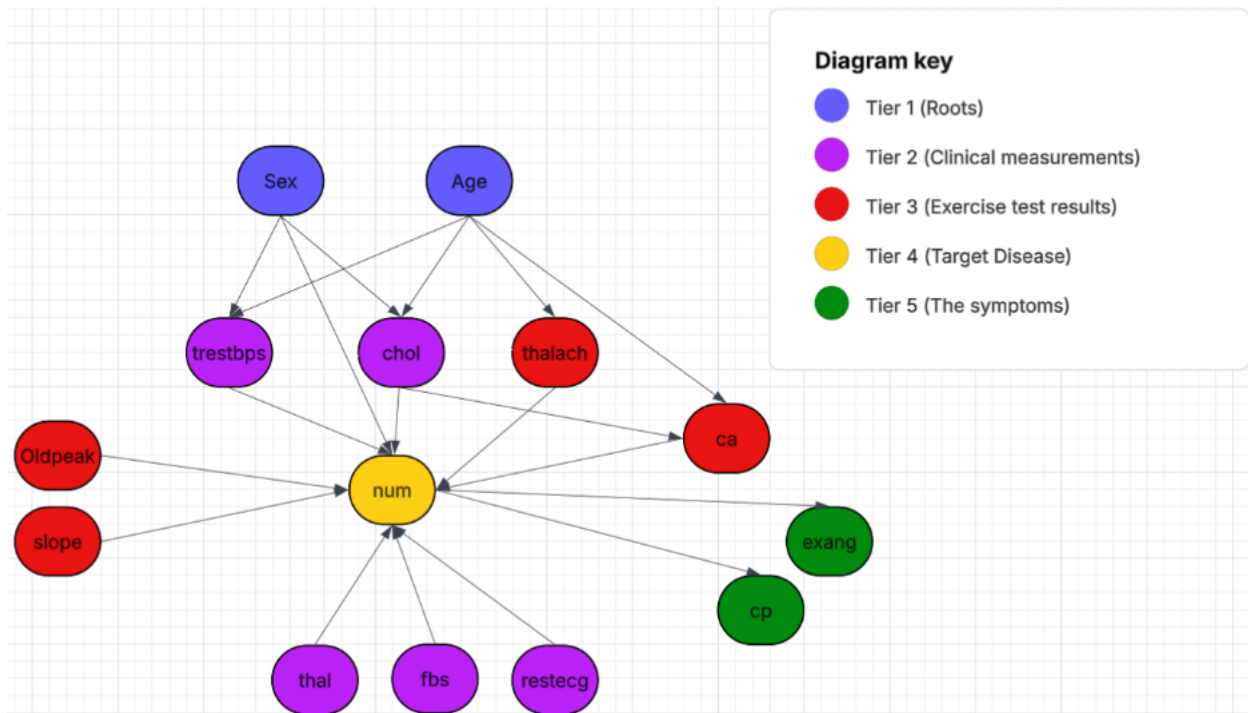 Diagram key
Tier 1 (Roots)
Tier 2 (Clinical measurements)
Tier 3 (Exercise test results)
Tier 4 (Target Disease)
Tier 5 (The symptoms)
Sex
Age
trestbps
chol
thalach
ca
Oldpeak
num
slope
exang
cp
thal
fbs
restecg